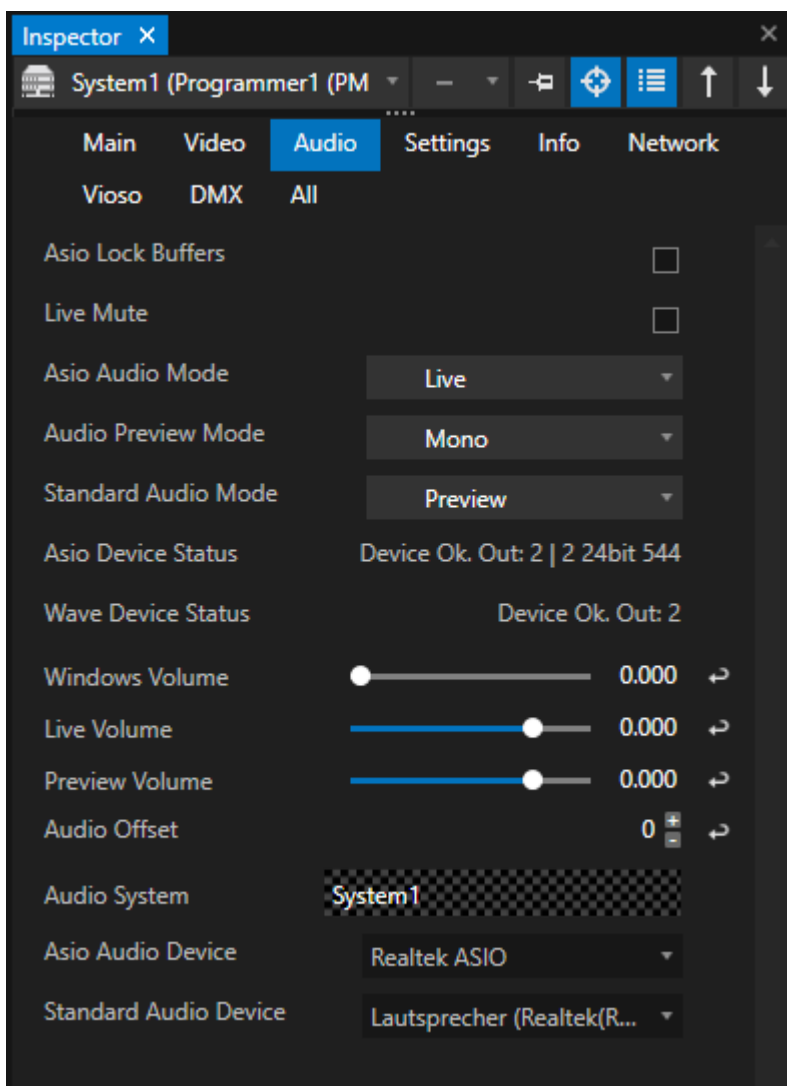 Inspector
System1 (Programmer1 (PM
Main Video Audio Settings Info Network
Vioso DMX All
Asio Lock Buffers
Live Mute
Asio Audio Mode Live
Audio Preview Mode Mono
Standard Audio Mode Preview
Asio Device Status Device Ok. Out: 2 | 2 24bit 544
Wave Device Status Device Ok. Out: 2
Windows Volume 0.000
Live Volume 0.000
Preview Volume 0.000
Audio Offset 0
Audio System System1
Asio Audio Device Realtek ASIO
Standard Audio Device Lautsprecher (Realtek(R...